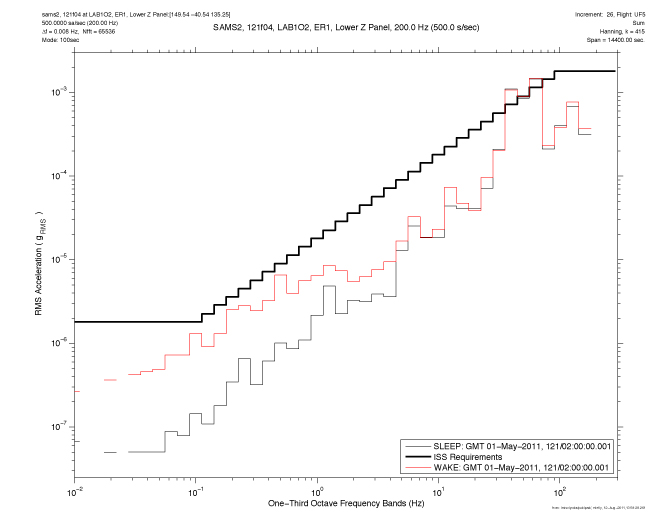 sams2, 121f04 at LAB1O2, ER1, Lower Z Panel:[149.54 −40.54 135.25]
500.0000 sa/sec (200.00 Hz)
Δf = 0.008 Hz, Nfft = 65536
Mode: 100sec
SAMS2, 121f04, LAB1O2, ER1, Lower Z Panel, 200.0 Hz (500.0 s/sec)
Increment: 26, Flight: UF5
Sum
Hanning, k = 415
Span = 14400.00 sec.
RMS Acceleration ( g RMS )
10−3
10−4
10−5
10−6
10−7
SLEEP: GMT 01−May−2011, 121/02:00:00.001
ISS Requirements
WAKE: GMT 01−May−2011, 121/02:00:00.001
10−2
10−1
100
101
102
One−Third Octave Frequency Bands (Hz)